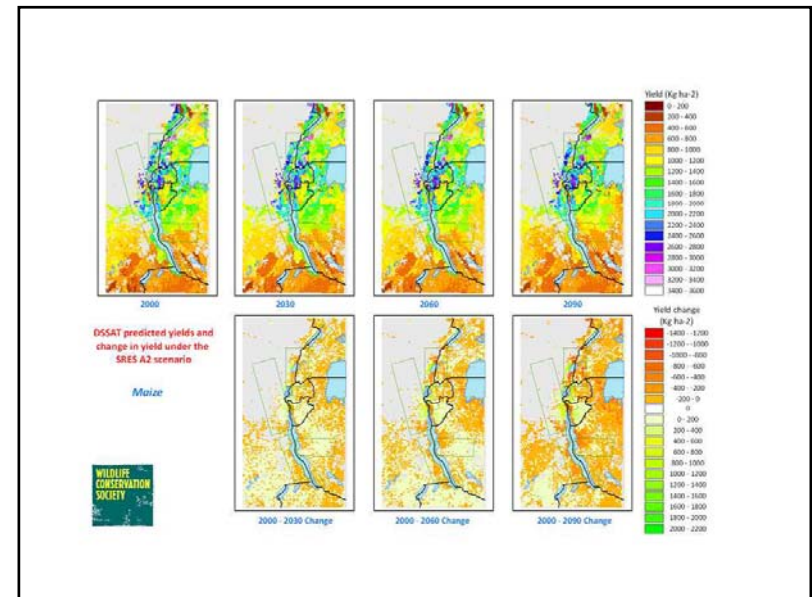 Yield (Kg ha-2)
0 - 200
200 - 400
400 - 600
600 - 800
800 - 1000
1000 - 1200
1200 - 1400
1400 - 1600
1600 - 1800
1800 - 2000
2000 - 2200
2200 - 2400
2400 - 2600
2600 - 2800
2800 - 3000
3000 - 3200
3200 - 3400
3400 - 3600
2000
2030
2060
2090
DSSAT predicted yields and
change in yield under the
SRES A2 scenario
Maize
Yield change
(Kg ha-2)
-1400 - -1200
-1200 - -1000
-1000 - -800
-800 - -600
-600 - -400
-400 - -200
-200 - 0
0
0 - 200
200 - 400
400 - 600
600 - 800
800 - 1000
1000 - 1200
1200 - 1400
1400 - 1600
1600 - 1800
1800 - 2000
2000 - 2200
WILDLIFE
CONSERVATION
SOCIETY
2000 - 2030 Change
2000 - 2060 Change
2000 - 2090 Change